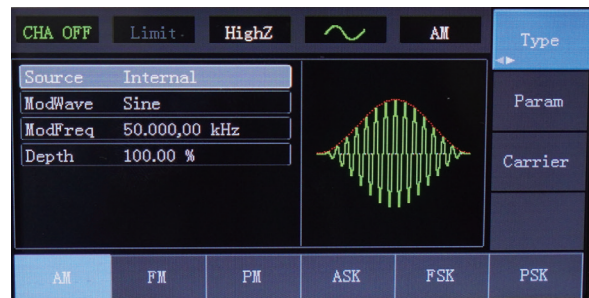 CHA OFF Limit HighZ AM Type
Source Internal
ModWave Sine
ModFreq 50.000,00 kHz
Depth 100.00 %
Param
Carrier
AM FM PM ASK FSK PSK